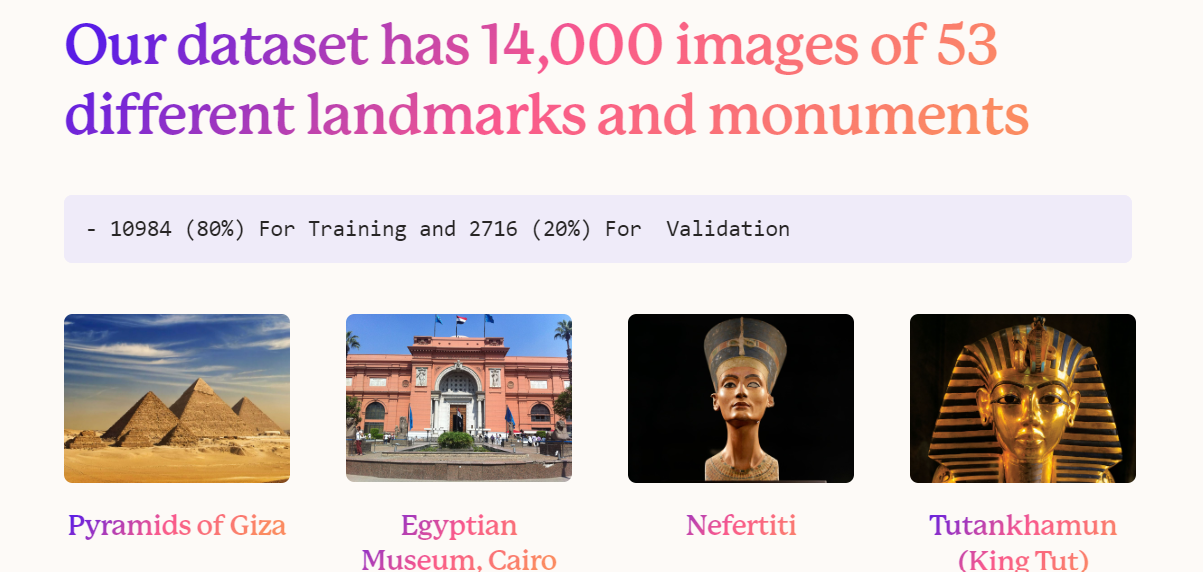 Our dataset has 14,000 images of 53
different landmarks and monuments
- 10984 (80%) For Training and 2716 (20%) For  Validation
Pyramids of Giza
Egyptian
Museum, Cairo
Nefertiti
Tutankhamun
(King Tut)